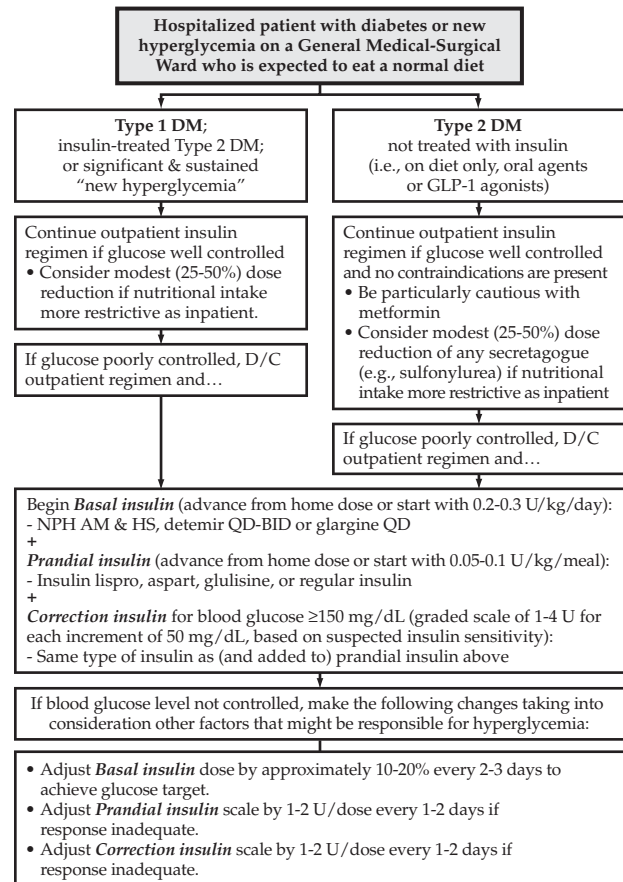 Hospitalized patient with diabetes or new
hyperglycemia on a General Medical-Surgical
Ward who is expected to eat a normal diet
Type 1 DM;
insulin-treated Type 2 DM;
or significant & sustained
“new hyperglycemia”
Type 2 DM
not treated with insulin
(i.e., on diet only, oral agents
or GLP-1 agonists)
Continue outpatient insulin
regimen if glucose well controlled
• Consider modest (25-50%) dose
reduction if nutritional intake
more restrictive as inpatient.
Continue outpatient insulin
regimen if glucose well controlled
and no contraindications are present
• Be particularly cautious with
metformin
• Consider modest (25-50%) dose
reduction of any secretagogue
(e.g., sulfonylurea) if nutritional
intake more restrictive as inpatient
If glucose poorly controlled, D/C
outpatient regimen and…
If glucose poorly controlled, D/C
outpatient regimen and…
Begin Basal insulin (advance from home dose or start with 0.2-0.3 U/kg/day):
- NPH AM & HS, detemir QD-BID or glargine QD
+
Prandial insulin (advance from home dose or start with 0.05-0.1 U/kg/meal):
- Insulin lispro, aspart, glulisine, or regular insulin
+
Correction insulin for blood glucose ≥150 mg/dL (graded scale of 1-4 U for
each increment of 50 mg/dL, based on suspected insulin sensitivity):
- Same type of insulin as (and added to) prandial insulin above
If blood glucose level not controlled, make the following changes taking into
consideration other factors that might be responsible for hyperglycemia:
• Adjust Basal insulin dose by approximately 10-20% every 2-3 days to
achieve glucose target.
• Adjust Prandial insulin scale by 1-2 U/dose every 1-2 days if
response inadequate.
• Adjust Correction insulin scale by 1-2 U/dose every 1-2 days if
response inadequate.